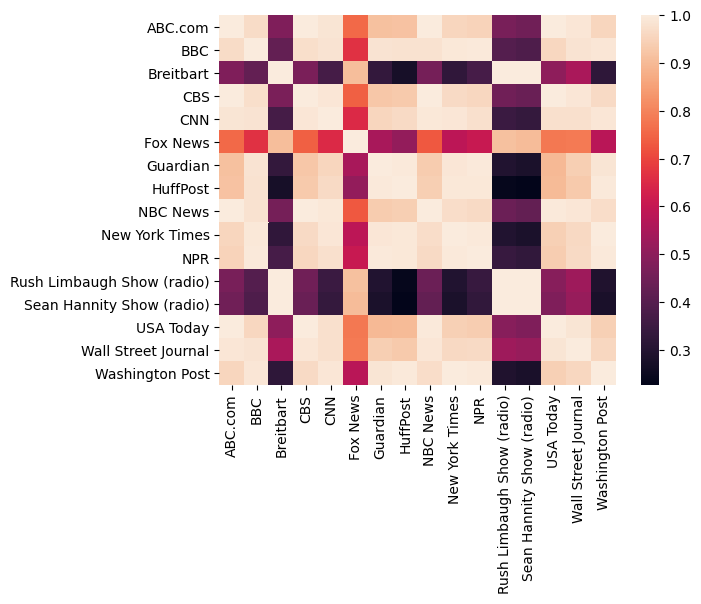 ABC.com
BBC
Breitbart
CBS
CNN
Fox News
Guardian
HuffPost
NBC News
New York Times
NPR
Rush Limbaugh Show (radio)
Sean Hannity Show (radio)
USA Today
Wall Street Journal
Washington Post
ABC.com
BBC
Breitbart
CBS
CNN
Fox News
Guardian
HuffPost
NBC News
New York Times
NPR
Rush Limbaugh Show (radio)
Sean Hannity Show (radio)
USA Today
Wall Street Journal
Washington Post
1.0
0.9
0.8
0.7
0.6
0.5
0.4
0.3